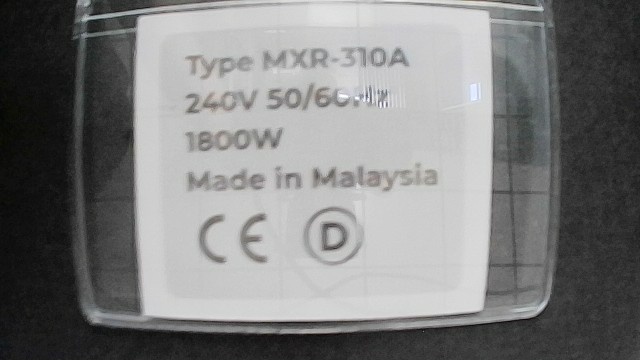 Type MXR-310A
240V 50/60Hz
1800W
Made in Malaysia
CE D